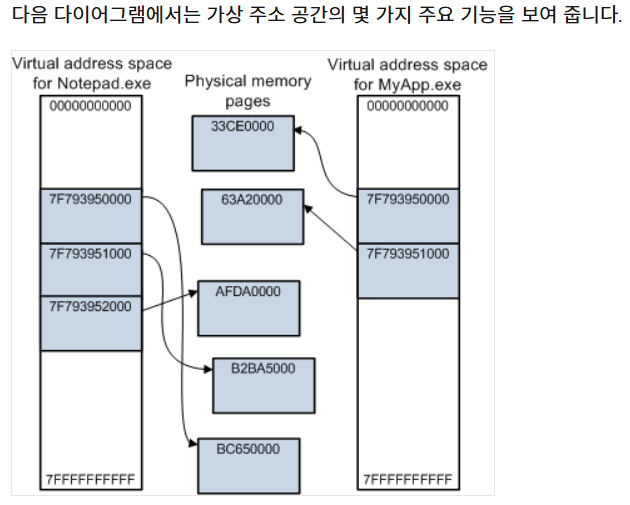 다음 다이어그램에서는 가상 주소 공간의 몇 가지 주요 기능을 보여 줍니다.
Virtual address space
for Notepad.exe
00000000000
7F793950000
7F793951000
7F793952000
7FFFFFFFFFF
Physical memory
pages
33CE0000
63A20000
AFDA0000
B2BA5000
BC650000
Virtual address space
for MyApp.exe
00000000000
7F793950000
7F793951000
7FFFFFFFFFF